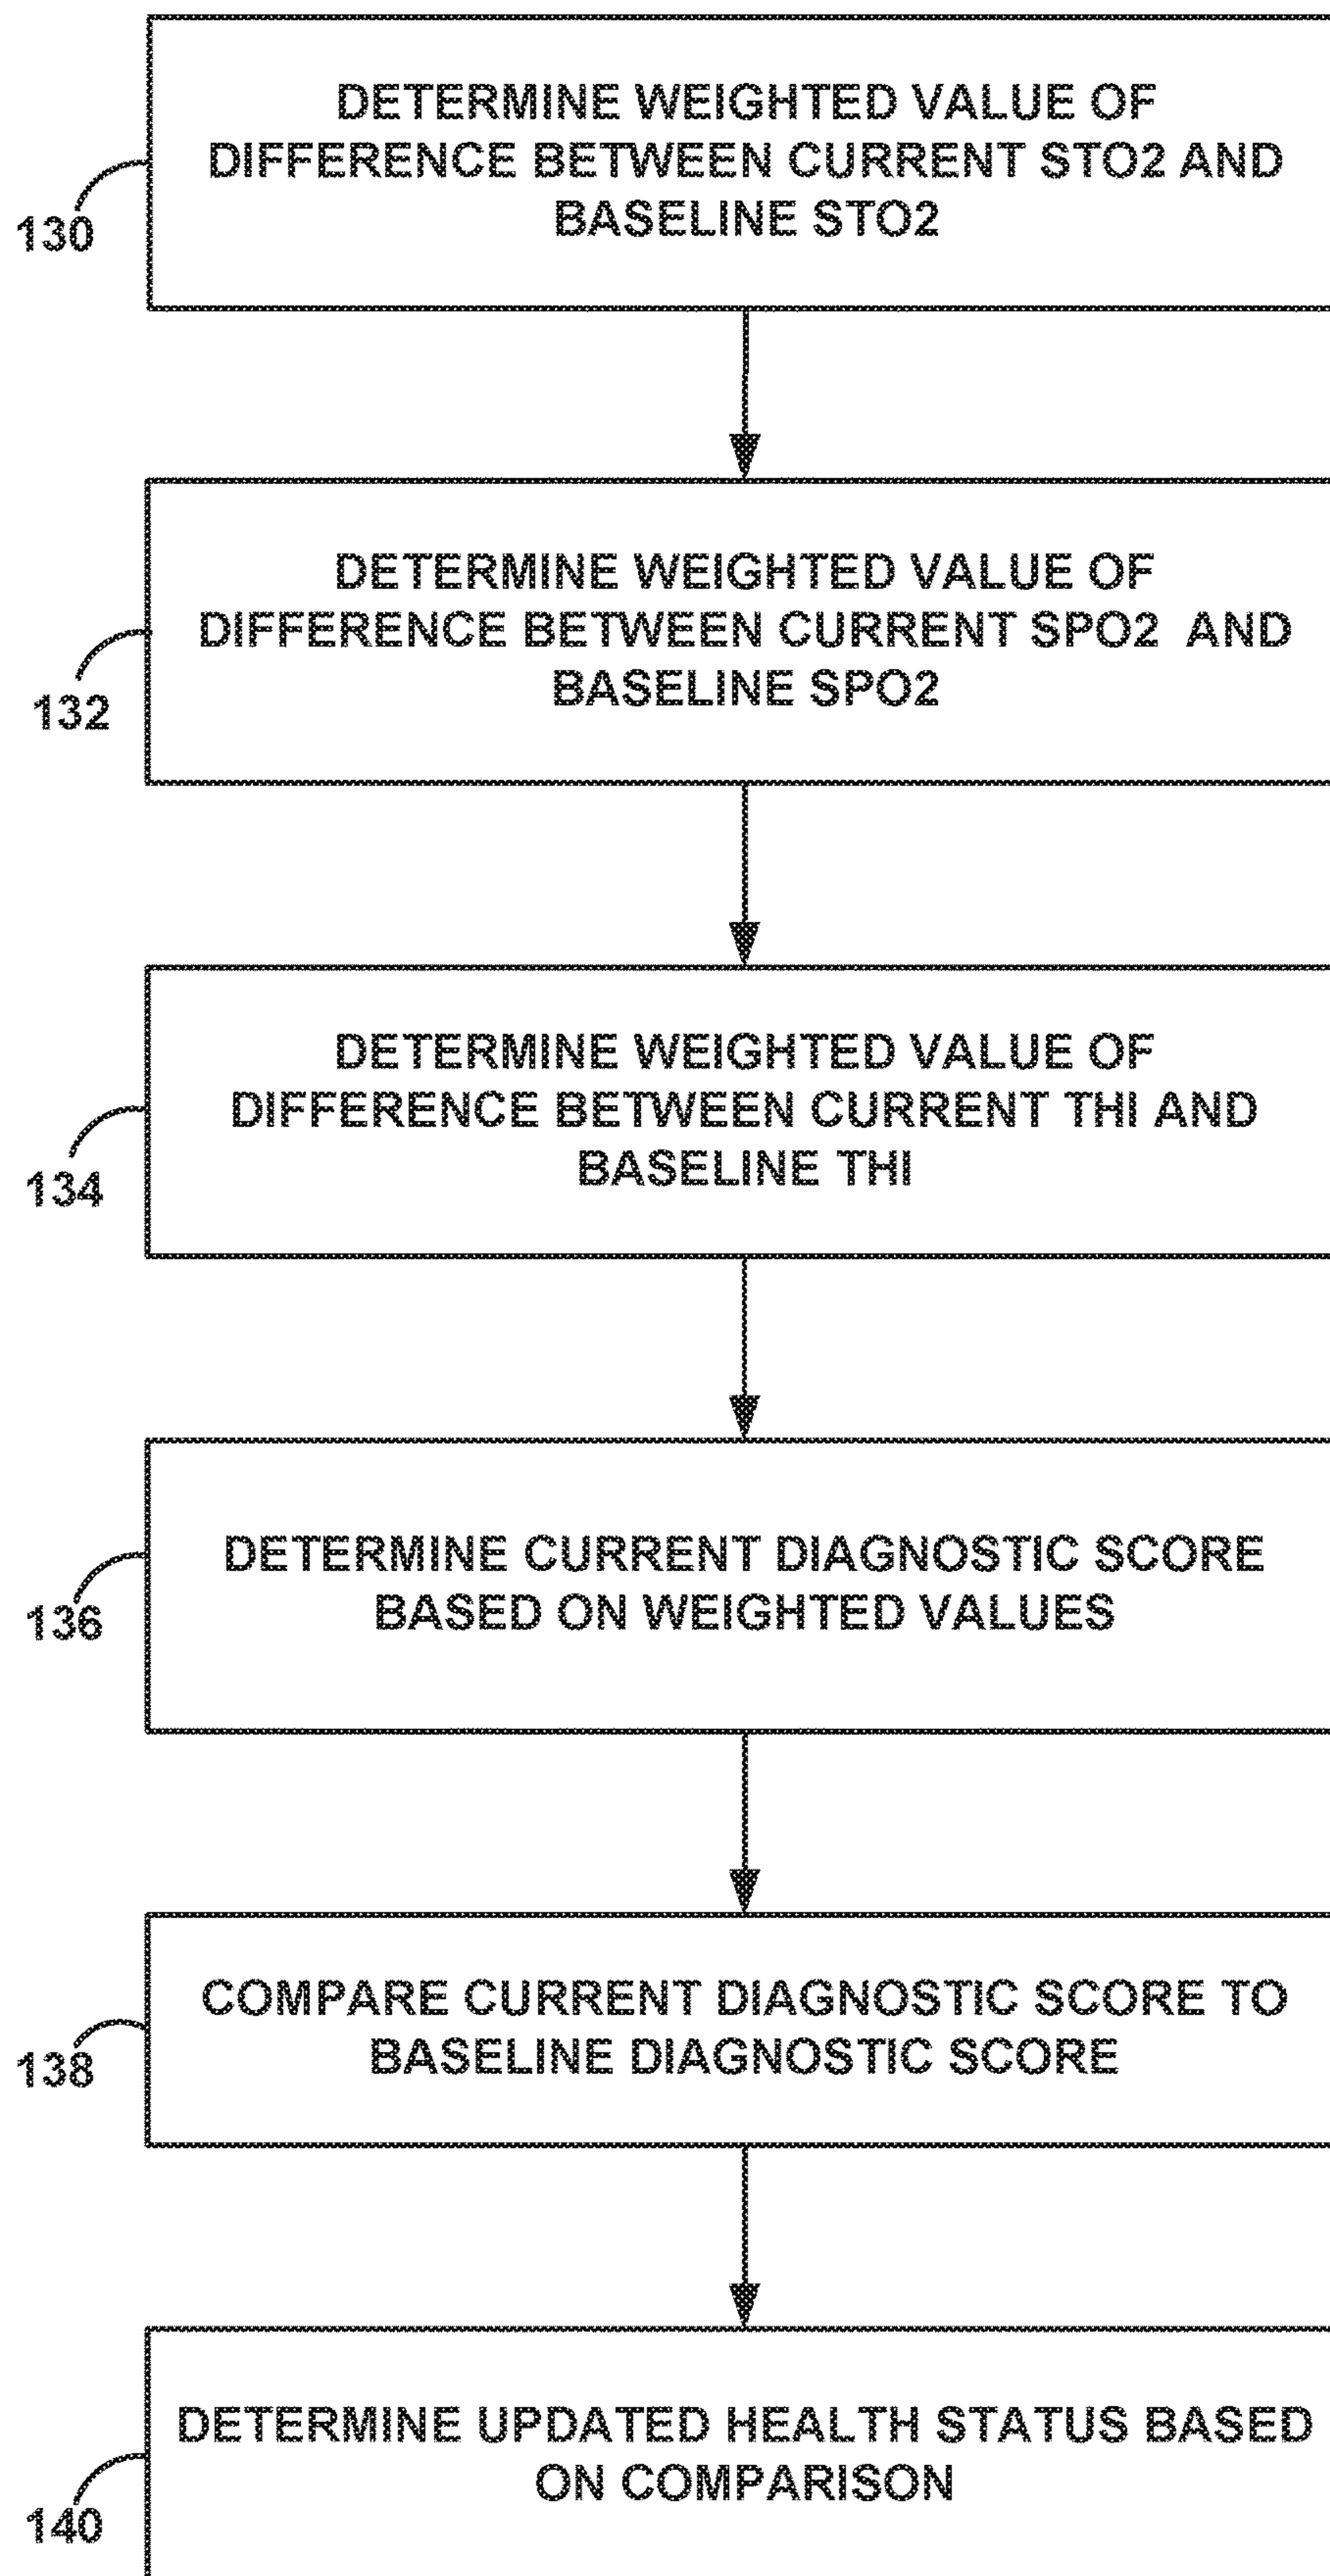 DETERMINE WEIGHTED VALUE OF
DIFFERENCE BETWEEN CURRENT STO2 AND
BASELINE STO2
130
DETERMINE WEIGHTED VALUE OF
DIFFERENCE BETWEEN CURRENT SPO2 AND
BASELINE SPO2
132
DETERMINE WEIGHTED VALUE OF
DIFFERENCE BETWEEN CURRENT THI AND
BASELINE THI
134
DETERMINE CURRENT DIAGNOSTIC SCORE
BASED ON WEIGHTED VALUES
136
COMPARE CURRENT DIAGNOSTIC SCORE TO
BASELINE DIAGNOSTIC SCORE
138
DETERMINE UPDATED HEALTH STATUS BASED
ON COMPARISON
140